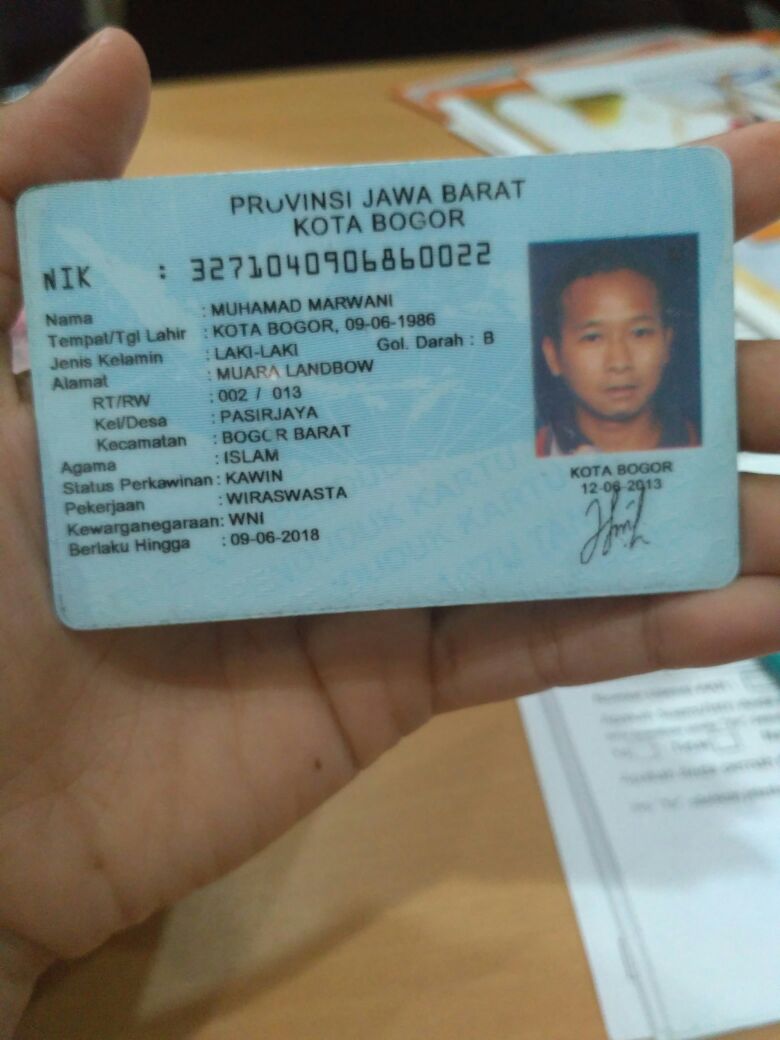 PROVINSI JAWA BARAT
KOTA BOGOR
NIK : 3271040906860022
Nama : MUHAMAD MARWANI
Tempat/Tgl Lahir : KOTA BOGOR, 09-06-1986
Jenis Kelamin : LAKI-LAKI Gol. Darah : B
Alamat : MUARA LANDBOW
RT/RW : 002 / 013
Kel/Desa : PASIRJAYA
Kecamatan : BOGOR BARAT
Agama : ISLAM
Status Perkawinan : KAWIN
Pekerjaan : WIRASWASTA
Kewarganegaraan: WNI
Berlaku Hingga : 09-06-2018
KOTA BOGOR
12-06-2013